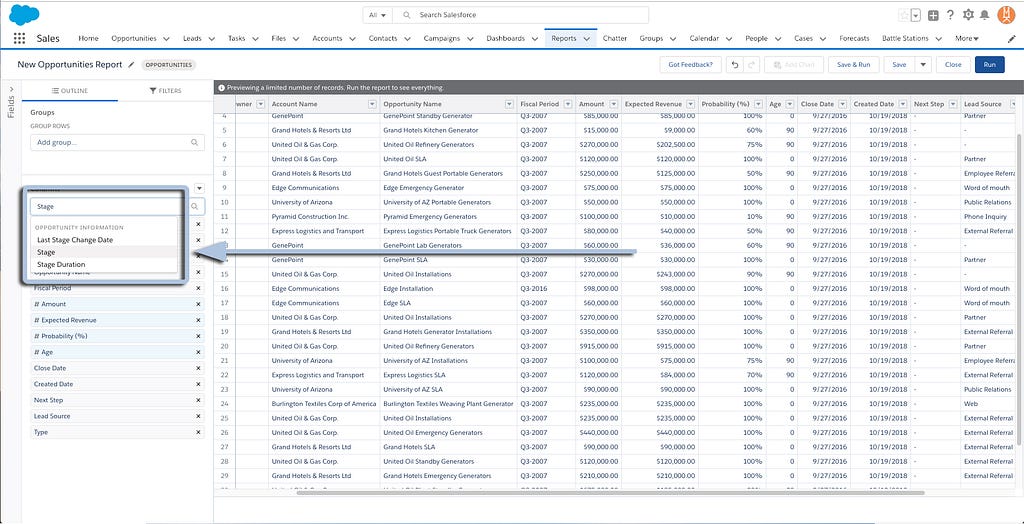 All
Search Salesforce
Sales Home Opportunities Leads Tasks Files Accounts Contacts Campaigns Dashboards Reports Chatter Groups Calendar People Cases Forecasts Battle Stations More
New Opportunities Report OPPORTUNITIES Got Feedback? Add Chart Save & Run Save Close Run
Fields
OUTLINE FILTERS
Groups
GROUP ROWS
Add group...
Columns
Stage
OPPORTUNITY INFORMATION
Last Stage Change Date
Stage
Stage Duration
Opportunity Name
Fiscal Period
# Amount
# Expected Revenue
# Probability (%)
# Age
Close Date
Created Date
Next Step
Lead Source
Type
Previewing a limited number of records. Run the report to see everything.
wner Account Name Opportunity Name Fiscal Period Amount Expected Revenue Probability (%) Age Close Date Created Date Next Step Lead Source
4 GenePoint GenePoint Standby Generator Q3-2007 $85,000.00 $85,000.00 100% 0 9/27/2016 10/19/2018 - Partner
5 Grand Hotels & Resorts Ltd Grand Hotels Kitchen Generator Q3-2007 $15,000.00 $9,000.00 60% 90 9/27/2016 10/19/2018 - -
6 United Oil & Gas Corp. United Oil Refinery Generators Q3-2007 $270,000.00 $202,500.00 75% 90 9/27/2016 10/19/2018 - -
7 United Oil & Gas Corp. United Oil SLA Q3-2007 $120,000.00 $120,000.00 100% 0 9/27/2016 10/19/2018 - Partner
8 Grand Hotels & Resorts Ltd Grand Hotels Guest Portable Generators Q3-2007 $250,000.00 $125,000.00 50% 90 9/27/2016 10/19/2018 - Employee Referra
9 Edge Communications Edge Emergency Generator Q3-2007 $75,000.00 $75,000.00 100% 0 9/27/2016 10/19/2018 - Word of mouth
10 University of Arizona University of AZ Portable Generators Q3-2007 $50,000.00 $50,000.00 100% 0 9/27/2016 10/19/2018 - Public Relations
11 Pyramid Construction Inc. Pyramid Emergency Generators Q3-2007 $100,000.00 $10,000.00 10% 90 9/27/2016 10/19/2018 - Phone Inquiry
12 Express Logistics and Transport Express Logistics Portable Truck Generators Q3-2007 $80,000.00 $40,000.00 50% 90 9/27/2016 10/19/2018 - External Referral
GenePoint GenePoint Lab Generators Q3-2007 $60,000.00 $36,000.00 60% 90 9/27/2016 10/19/2018 - -
14 GenePoint GenePoint SLA Q3-2007 $30,000.00 $30,000.00 100% 0 9/27/2016 10/19/2018 - Partner
15 United Oil & Gas Corp. United Oil Installations Q3-2007 $270,000.00 $243,000.00 90% 90 9/27/2016 10/19/2018 - -
16 Edge Communications Edge Installation Q3-2016 $98,000.00 $98,000.00 100% 0 9/27/2016 10/19/2018 - Word of mouth
17 Edge Communications Edge SLA Q3-2007 $60,000.00 $60,000.00 100% 0 9/27/2016 10/19/2018 - Word of mouth
18 United Oil & Gas Corp. United Oil Installations Q3-2007 $270,000.00 $270,000.00 100% 0 9/27/2016 10/19/2018 - Partner
19 Grand Hotels & Resorts Ltd Grand Hotels Generator Installations Q3-2007 $350,000.00 $350,000.00 100% 0 9/27/2016 10/19/2018 - External Referral
20 United Oil & Gas Corp. United Oil Refinery Generators Q3-2007 $915,000.00 $915,000.00 100% 0 9/27/2016 10/19/2018 - Partner
21 University of Arizona University of AZ Installations Q3-2007 $100,000.00 $75,000.00 75% 90 9/27/2016 10/19/2018 - Employee Referra
22 Express Logistics and Transport Express Logistics SLA Q3-2007 $120,000.00 $84,000.00 70% 90 9/27/2016 10/19/2018 - External Referral
23 University of Arizona University of AZ SLA Q3-2007 $90,000.00 $90,000.00 100% 0 9/27/2016 10/19/2018 - Public Relations
24 Burlington Textiles Corp of America Burlington Textiles Weaving Plant Generator Q3-2007 $235,000.00 $235,000.00 100% 0 9/27/2016 10/19/2018 - Web
25 United Oil & Gas Corp. United Oil Installations Q3-2007 $235,000.00 $235,000.00 100% 0 9/27/2016 10/19/2018 - External Referral
26 United Oil & Gas Corp. United Oil Emergency Generators Q3-2007 $440,000.00 $440,000.00 100% 0 9/27/2016 10/19/2018 - External Referral
27 Grand Hotels & Resorts Ltd Grand Hotels SLA Q3-2007 $90,000.00 $90,000.00 100% 0 9/27/2016 10/19/2018 - External Referral
28 United Oil & Gas Corp. United Oil Standby Generators Q3-2007 $120,000.00 $120,000.00 100% 0 9/27/2016 10/19/2018 - External Referral
29 Grand Hotels & Resorts Ltd Grand Hotels Emergency Generators Q3-2007 $210,000.00 $210,000.00 100% 0 9/27/2016 10/19/2018 - External Referral